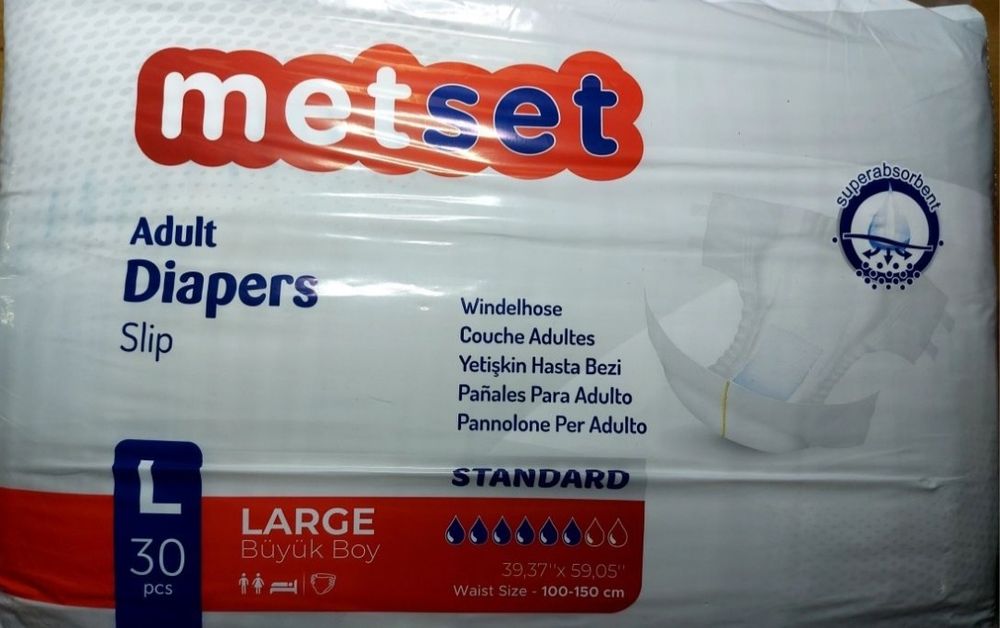 metset
superabsorbent
Adult
Diapers
Slip
Windelhose
Couche Adultes
Yetişkin Hasta Bezi
Pañales Para Adulto
Pannolone Per Adulto
STANDARD
L
30
pcs
LARGE
Büyük Boy
39,37''x 59,05''
Waist Size - 100-150 cm